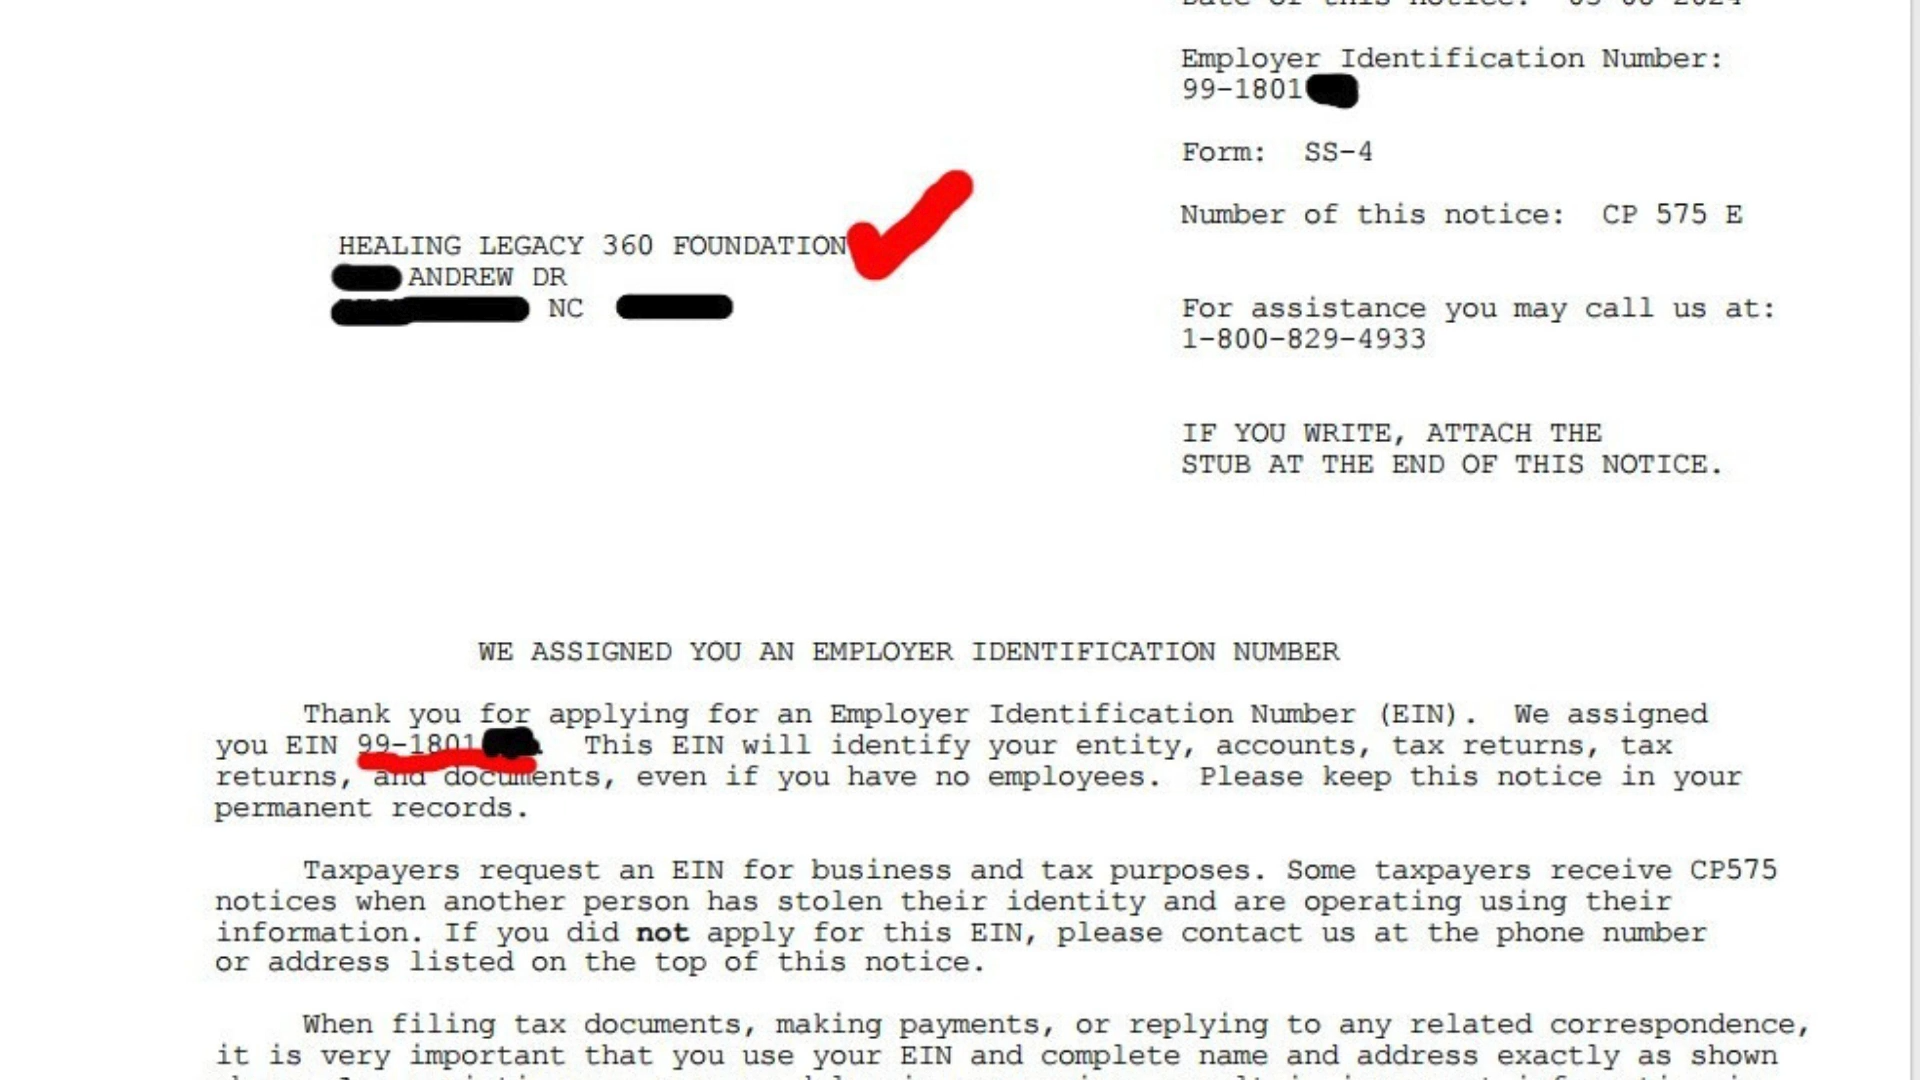 Employer Identification Number:
99-1801
Form: SS-4
Number of this notice: CP 575 E
HEALING LEGACY 360 FOUNDATION
ANDREW DR
NC
For assistance you may call us at:
1-800-829-4933
IF YOU WRITE, ATTACH THE
STUB AT THE END OF THIS NOTICE.
WE ASSIGNED YOU AN EMPLOYER IDENTIFICATION NUMBER
Thank you for applying for an Employer Identification Number (EIN). We assigned
you EIN 99-1801 This EIN will identify your entity, accounts, tax returns, tax
returns, and documents, even if you have no employees. Please keep this notice in your
permanent records.
Taxpayers request an EIN for business and tax purposes. Some taxpayers receive CP575
notices when another person has stolen their identity and are operating using their
information. If you did not apply for this EIN, please contact us at the phone number
or address listed on the top of this notice.
When filing tax documents, making payments, or replying to any related correspondence,
it is very important that you use your EIN and complete name and address exactly as shown